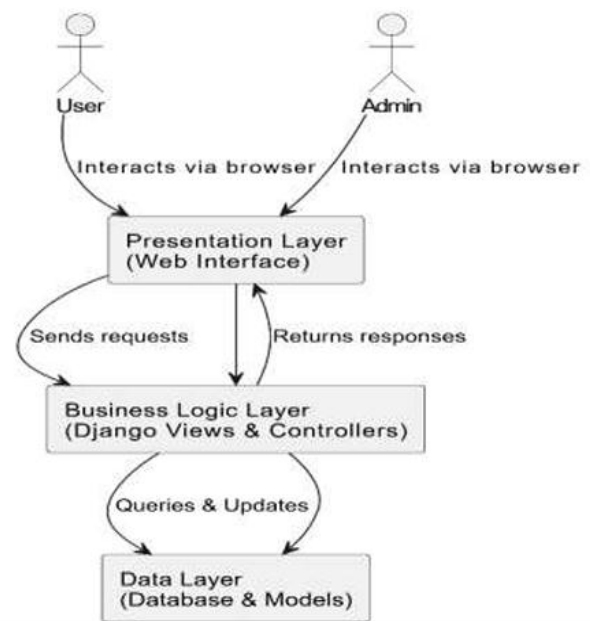 User
Admin
Interacts via browser
Interacts via browser
Presentation Layer
(Web Interface)
Sends requests
Returns responses
Business Logic Layer
(Django Views & Controllers)
Queries & Updates
Data Layer
(Database & Models)